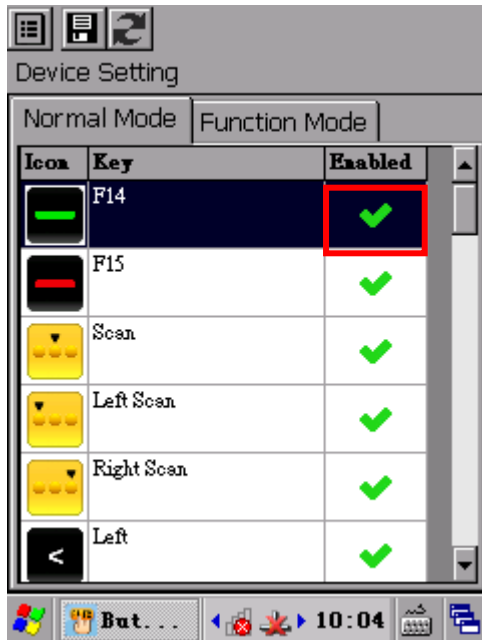 Device Setting
Normal Mode Function Mode
Icon Key Enabled
F14
F15
Scan
Left Scan
Right Scan
< Left
But... 10:04